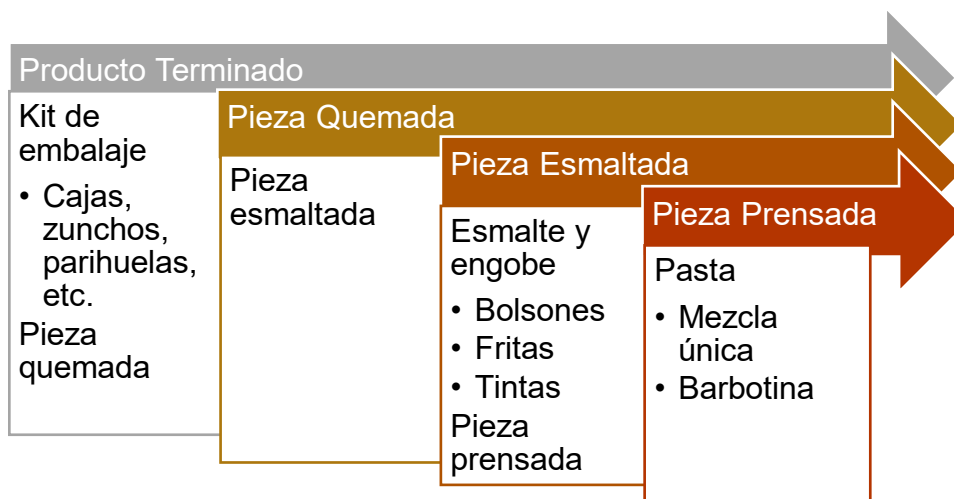 Producto Terminado
Kit de
embalaje
• Cajas,
zunchos,
parihuelas,
etc.
Pieza
quemada
Pieza Quemada
Pieza
esmaltada
Pieza Esmaltada
Esmalte y
engobe
• Bolsones
• Fritas
• Tintas
Pieza
prensada
Pieza Prensada
Pasta
• Mezcla
única
• Barbotina